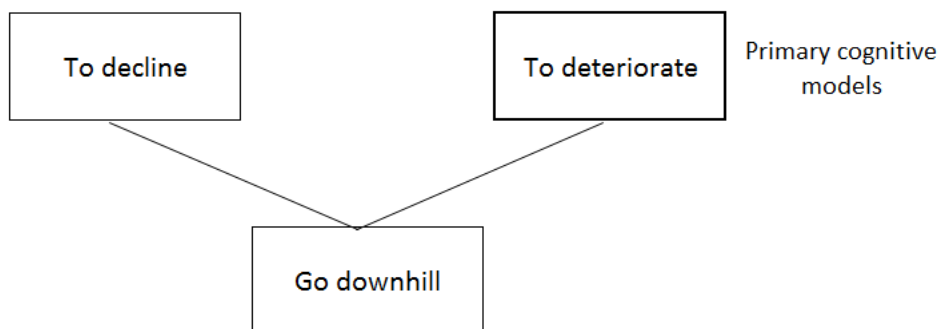 To decline
To deteriorate
Primary cognitive
models
Go downhill